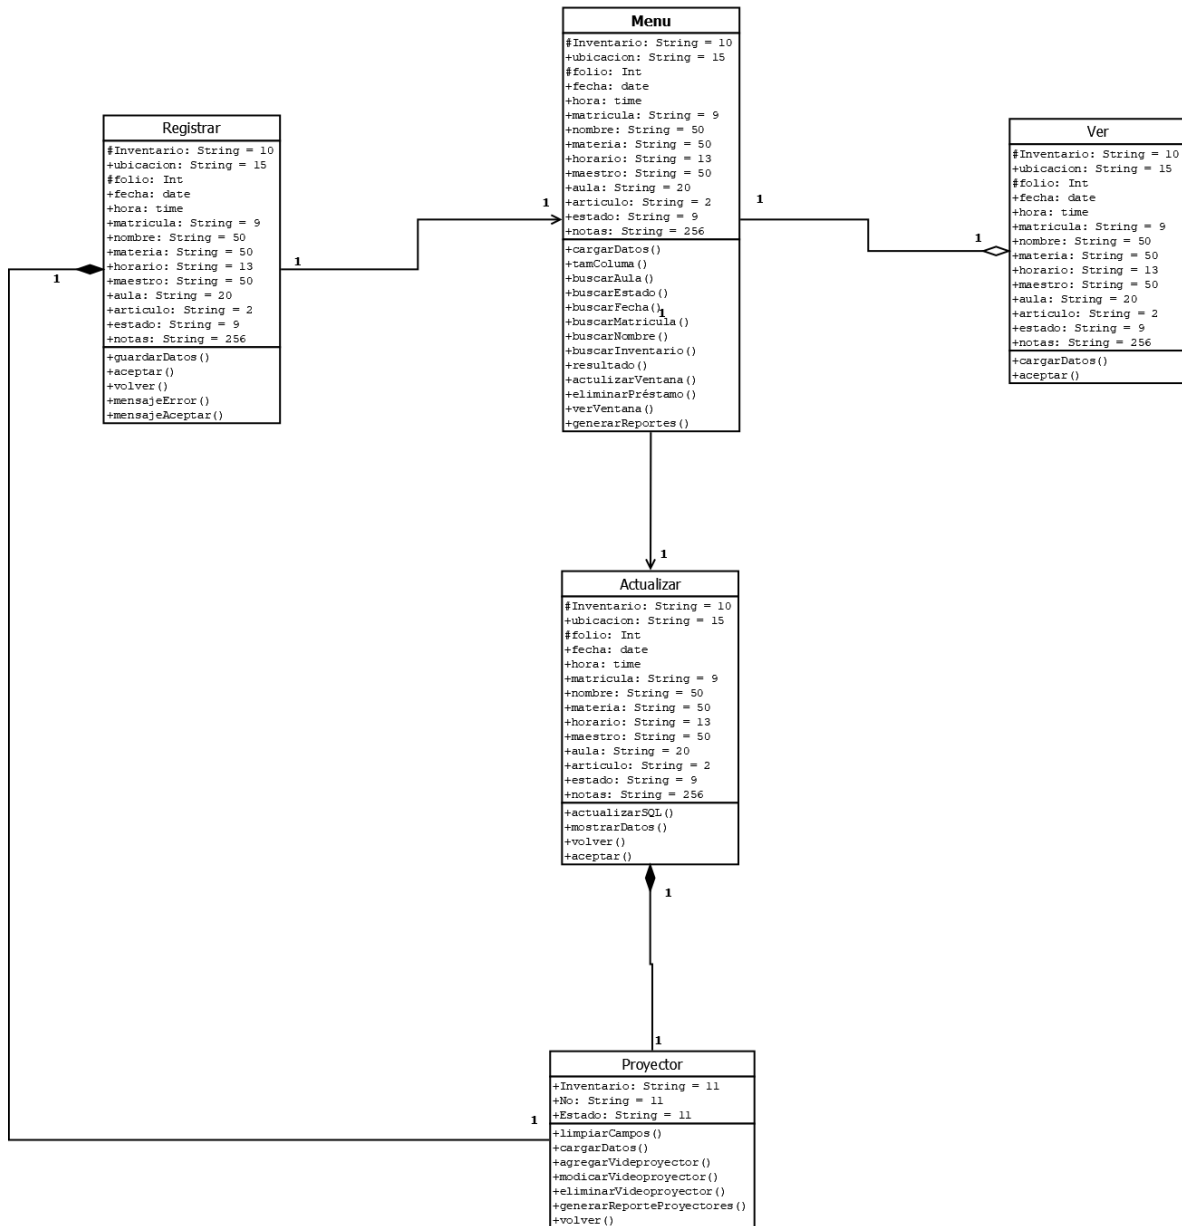 Menu
#Inventario: String = 10
+ubicacion: String = 15
#folio: Int
+fecha: date
+hora: time
+matricula: String = 9
+nombre: String = 50
+materia: String = 50
+horario: String = 13
+maestro: String = 50
+aula: String = 20
+articulo: String = 2
+estado: String = 9
+notas: String = 256
+cargarDatos()
+tamColuma()
+buscarAula()
+buscarEstado()
+buscarFecha()
+buscarMatricula()
+buscarNombre()
+buscarInventario()
+resultado()
+actulizarVentana()
+eliminarPréstamo()
+verVentana()
+generarReportes()
1
1
1
Registrar
#Inventario: String = 10
+ubicacion: String = 15
#folio: Int
+fecha: date
+hora: time
+matricula: String = 9
+nombre: String = 50
+materia: String = 50
+horario: String = 13
+maestro: String = 50
+aula: String = 20
+articulo: String = 2
+estado: String = 9
+notas: String = 256
+guardarDatos()
+aceptar()
+volver()
+mensajeError()
+mensajeAceptar()
1
1
Ver
#Inventario: String = 10
+ubicacion: String = 15
#folio: Int
+fecha: date
+hora: time
+matricula: String = 9
+nombre: String = 50
+materia: String = 50
+horario: String = 13
+maestro: String = 50
+aula: String = 20
+articulo: String = 2
+estado: String = 9
+notas: String = 256
+cargarDatos()
+aceptar()
1
1
Actualizar
#Inventario: String = 10
+ubicacion: String = 15
#folio: Int
+fecha: date
+hora: time
+matricula: String = 9
+nombre: String = 50
+materia: String = 50
+horario: String = 13
+maestro: String = 50
+aula: String = 20
+articulo: String = 2
+estado: String = 9
+notas: String = 256
+actualizarSQL()
+mostrarDatos()
+volver()
+aceptar()
1
1
1
Proyector
+Inventario: String = 11
+No: String = 11
+Estado: String = 11
+limpiarCampos()
+cargarDatos()
+agregarVideproyector()
+modicarVideoproyector()
+eliminarVideoproyector()
+generarReporteProyectores()
+volver()